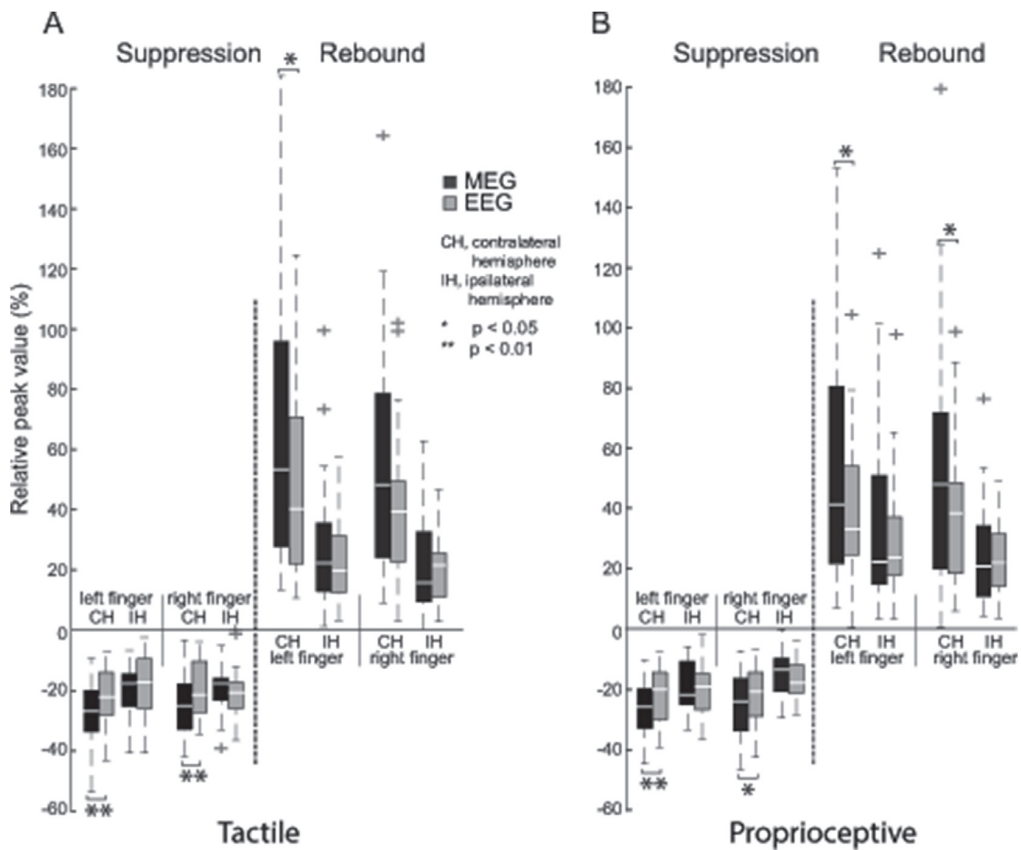 A
B
Suppression
Rebound
Suppression
Rebound
*
180
160
140
120
100
80
60
40
20
0
-20
-40
-60
Relative peak value (%)
MEG
EEG
CH, contralateral
hemisphere
IH, ipsilateral
hemisphere
* p < 0.05
** p < 0.01
left finger
right finger
CH IH
CH IH
CH IH
left finger
CH IH
right finger
**
**
Tactile
180
160
140
120
100
80
60
40
20
0
-20
-40
-60
*
*
left finger
right finger
CH IH
CH IH
CH IH
left finger
CH IH
right finger
**
*
Proprioceptive